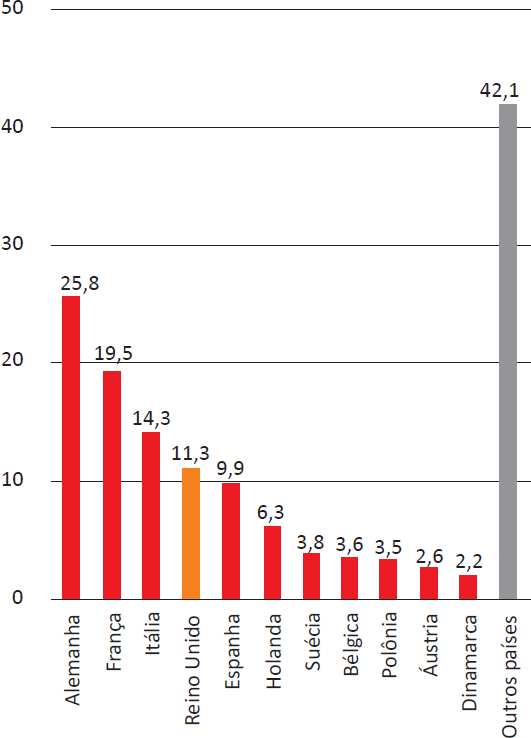 50
40
30
20
10
0
25,8
19,5
14,3
11,3
9,9
6,3
3,8
3,6
3,5
2,6
2,2
42,1
Alemanha
França
Itália
Reino Unido
Espanha
Holanda
Suécia
Bélgica
Polônia
Áustria
Dinamarca
Outros países